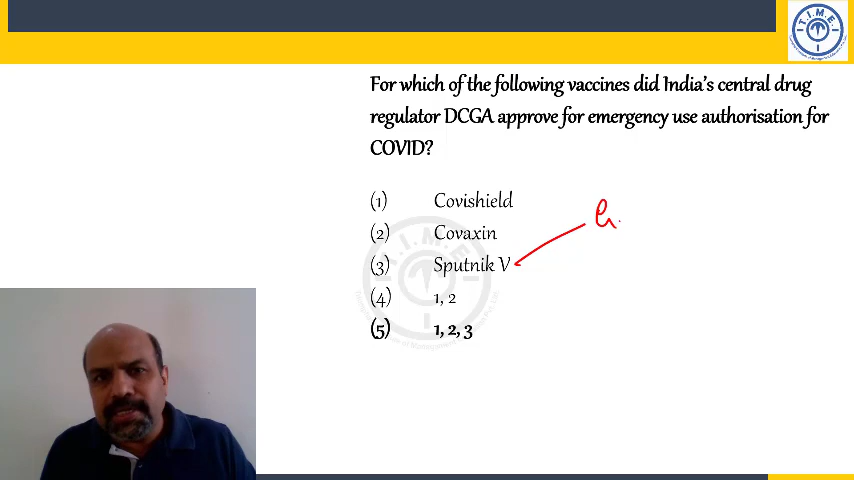 T.I.M.E.
For which of the following vaccines did India's central drug
regulator DCGA approve for emergency use authorisation for
COVID?
(1) Covishield
(2) Covaxin
(3) Sputnik V
(4) 1, 2
(5) 1, 2, 3